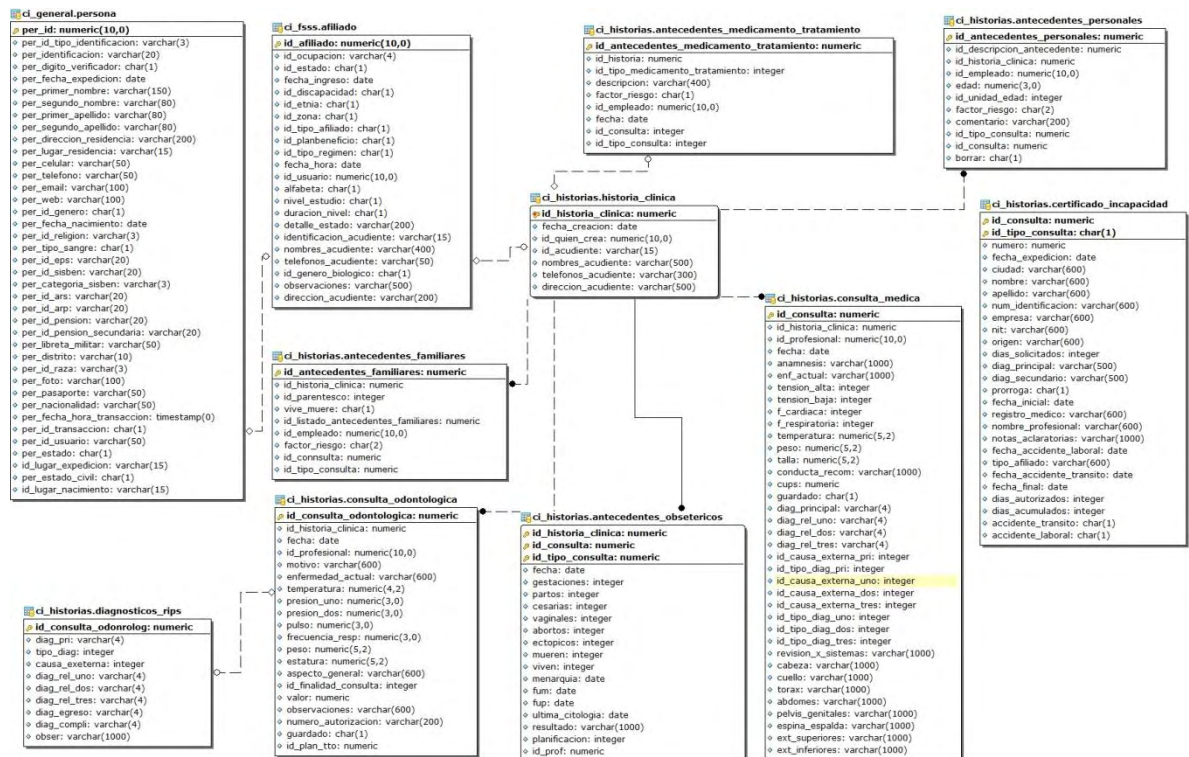 ci_general.persona
per_id: numeric(10,0)
per_id_tipo_identificacion: varchar(3)
per_identificacion: varchar(20)
per_digito_verificador: char(1)
per_fecha_expedicion: date
per_primer_nombre: varchar(150)
per_segundo_nombre: varchar(80)
per_primer_apellido: varchar(80)
per_segundo_apellido: varchar(80)
per_direccion_residencia: varchar(200)
per_lugar_residencia: varchar(15)
per_celular: varchar(50)
per_telefono: varchar(50)
per_email: varchar(100)
per_web: varchar(100)
per_id_genero: char(1)
per_fecha_nacimiento: date
per_id_religion: varchar(3)
per_tipo_sangre: char(1)
per_id_eps: varchar(20)
per_id_sisben: varchar(20)
per_categoria_sisben: varchar(3)
per_id_ars: varchar(20)
per_id_arp: varchar(20)
per_id_pension: varchar(20)
per_id_pension_secundaria: varchar(20)
per_libreta_militar: varchar(50)
per_distrito: varchar(10)
per_id_raza: varchar(3)
per_foto: varchar(100)
per_pasaporte: varchar(50)
per_nacionalidad: varchar(50)
per_fecha_hora_transaccion: timestamp(0)
per_id_transaccion: char(1)
per_id_usuario: varchar(50)
per_estado: char(1)
id_lugar_expedicion: varchar(15)
per_estado_civil: char(1)
id_lugar_nacimiento: varchar(15)
ci_fsss.afiliado
id_afiliado: numeric(10,0)
id_ocupacion: varchar(4)
id_estado: char(1)
fecha_ingreso: date
id_discapacidad: char(1)
id_etnia: char(1)
id_zona: char(1)
id_tipo_afiliado: char(1)
id_planbeneficio: char(1)
id_tipo_regimen: char(1)
fecha_hora: date
id_usuario: numeric(10,0)
alfabeta: char(1)
nivel_estudio: char(1)
duracion_nivel: char(1)
detalle_estado: varchar(200)
identificacion_acudiente: varchar(15)
nombres_acudiente: varchar(400)
telefonos_acudiente: varchar(50)
id_genero_biologico: char(1)
observaciones: varchar(500)
direccion_acudiente: varchar(200)
ci_historias.antecedentes_medicamento_tratamiento
id_antecedentes_medicamento_tratamiento: numeric
id_historia: numeric
id_tipo_medicamento_tratamiento: integer
descripcion: varchar(400)
factor_riesgo: char(1)
id_empleado: numeric(10,0)
fecha: date
id_consulta: integer
id_tipo_consulta: integer
ci_historias.antecedentes_personales
id_antecedentes_personales: numeric
id_descripcion_antecedente: numeric
id_historia_clinica: numeric
id_empleado: numeric(10,0)
edad: numeric(3,0)
id_unidad_edad: integer
factor_riesgo: char(2)
comentario: varchar(200)
id_tipo_consulta: numeric
id_consulta: numeric
borrar: char(1)
ci_historias.historia_clinica
id_historia_clinica: numeric
fecha_creacion: date
id_quien_crea: numeric(10,0)
id_acudiente: varchar(15)
nombres_acudiente: varchar(500)
telefonos_acudiente: varchar(300)
direccion_acudiente: varchar(500)
ci_historias.certificado_incapacidad
id_consulta: numeric
id_tipo_consulta: char(1)
numero: numeric
fecha_expedicion: date
ciudad: varchar(600)
nombre: varchar(600)
apellido: varchar(600)
num_identificacion: varchar(600)
empresa: varchar(600)
nit: varchar(600)
origen: varchar(600)
dias_solicitados: integer
diag_principal: varchar(500)
diag_secundario: varchar(500)
prorroga: char(1)
fecha_inicial: date
registro_medico: varchar(600)
nombre_profesional: varchar(600)
notas_aclaratorias: varchar(1000)
fecha_accidente_laboral: date
tipo_afiliado: varchar(600)
fecha_accidente_transito: date
fecha_final: date
dias_autorizados: integer
dias_acumulados: integer
accidente_transito: char(1)
accidente_laboral: char(1)
ci_historias.consulta_medica
id_consulta: numeric
id_historia_clinica: numeric
id_profesional: numeric(10,0)
fecha: date
anamnesis: varchar(1000)
enf_actual: varchar(1000)
tension_alta: integer
tension_baja: integer
f_cardiaca: integer
f_respiratoria: integer
temperatura: numeric(5,2)
peso: numeric(5,2)
talla: numeric(5,2)
conducta_recom: varchar(1000)
cups: numeric
guardado: char(1)
diag_principal: varchar(4)
diag_rel_uno: varchar(4)
diag_rel_dos: varchar(4)
diag_rel_tres: varchar(4)
id_causa_externa_pri: integer
id_tipo_diag_pri: integer
id_causa_externa_uno: integer
id_causa_externa_dos: integer
id_causa_externa_tres: integer
id_tipo_diag_uno: integer
id_tipo_diag_dos: integer
id_tipo_diag_tres: integer
revision_x_sistemas: varchar(1000)
cabeza: varchar(1000)
cuello: varchar(1000)
torax: varchar(1000)
abdomes: varchar(1000)
pelvis_genitales: varchar(1000)
espina_espalda: varchar(1000)
ext_superiores: varchar(1000)
ext_inferiores: varchar(1000)
ci_historias.antecedentes_familiares
id_antecedentes_familiares: numeric
id_historia_clinica: numeric
id_parentesco: integer
vive_muere: char(1)
id_listado_antecedentes_familiares: numeric
id_empleado: numeric(10,0)
factor_riesgo: char(2)
id_connsulta: numeric
id_tipo_consulta: numeric
ci_historias.consulta_odontologica
id_consulta_odontologica: numeric
id_historia_clinica: numeric
fecha: date
id_profesional: numeric(10,0)
motivo: varchar(600)
enfermedad_actual: varchar(600)
temperatura: numeric(4,2)
presion_uno: numeric(3,0)
presion_dos: numeric(3,0)
pulso: numeric(3,0)
frecuencia_resp: numeric(3,0)
peso: numeric(5,2)
estatura: numeric(5,2)
aspecto_general: varchar(600)
id_finalidad_consulta: integer
valor: numeric
observaciones: varchar(600)
numero_autorizacion: varchar(200)
guardado: char(1)
id_plan_tto: numeric
ci_historias.antecedentes_obsetericos
id_historia_clinica: numeric
id_consulta: numeric
id_tipo_consulta: numeric
fecha: date
gestaciones: integer
partos: integer
cesarias: integer
vaginales: integer
abortos: integer
ectopicos: integer
mueren: integer
viven: integer
menarquia: date
fum: date
fup: date
ultima_citologia: date
resultado: varchar(1000)
planificacion: integer
id_prof: numeric
ci_historias.diagnosticos_rips
id_consulta_odonrolog: numeric
diag_pri: varchar(4)
tipo_diag: integer
causa_exeterna: integer
diag_rel_uno: varchar(4)
diag_rel_dos: varchar(4)
diag_rel_tres: varchar(4)
diag_egreso: varchar(4)
diag_compli: varchar(4)
obser: varchar(1000)